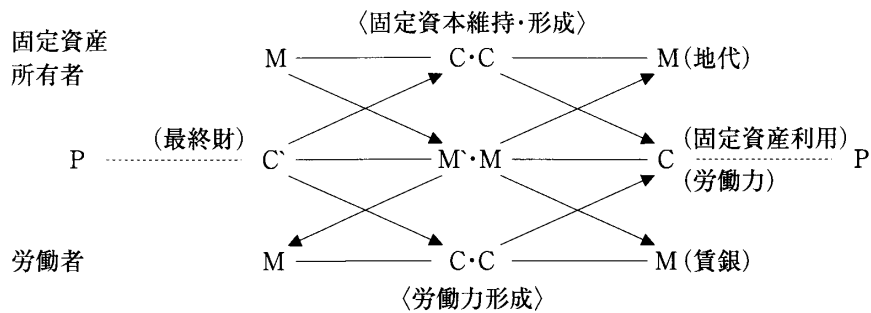 〈固定資本維持・形成〉
固定資産
所有者
M C・C M(地代)
P (最終財) C` M`・M C (固定資産利用) P
(労働力)
労働者 M C・C M(賃銀)
〈労働力形成〉